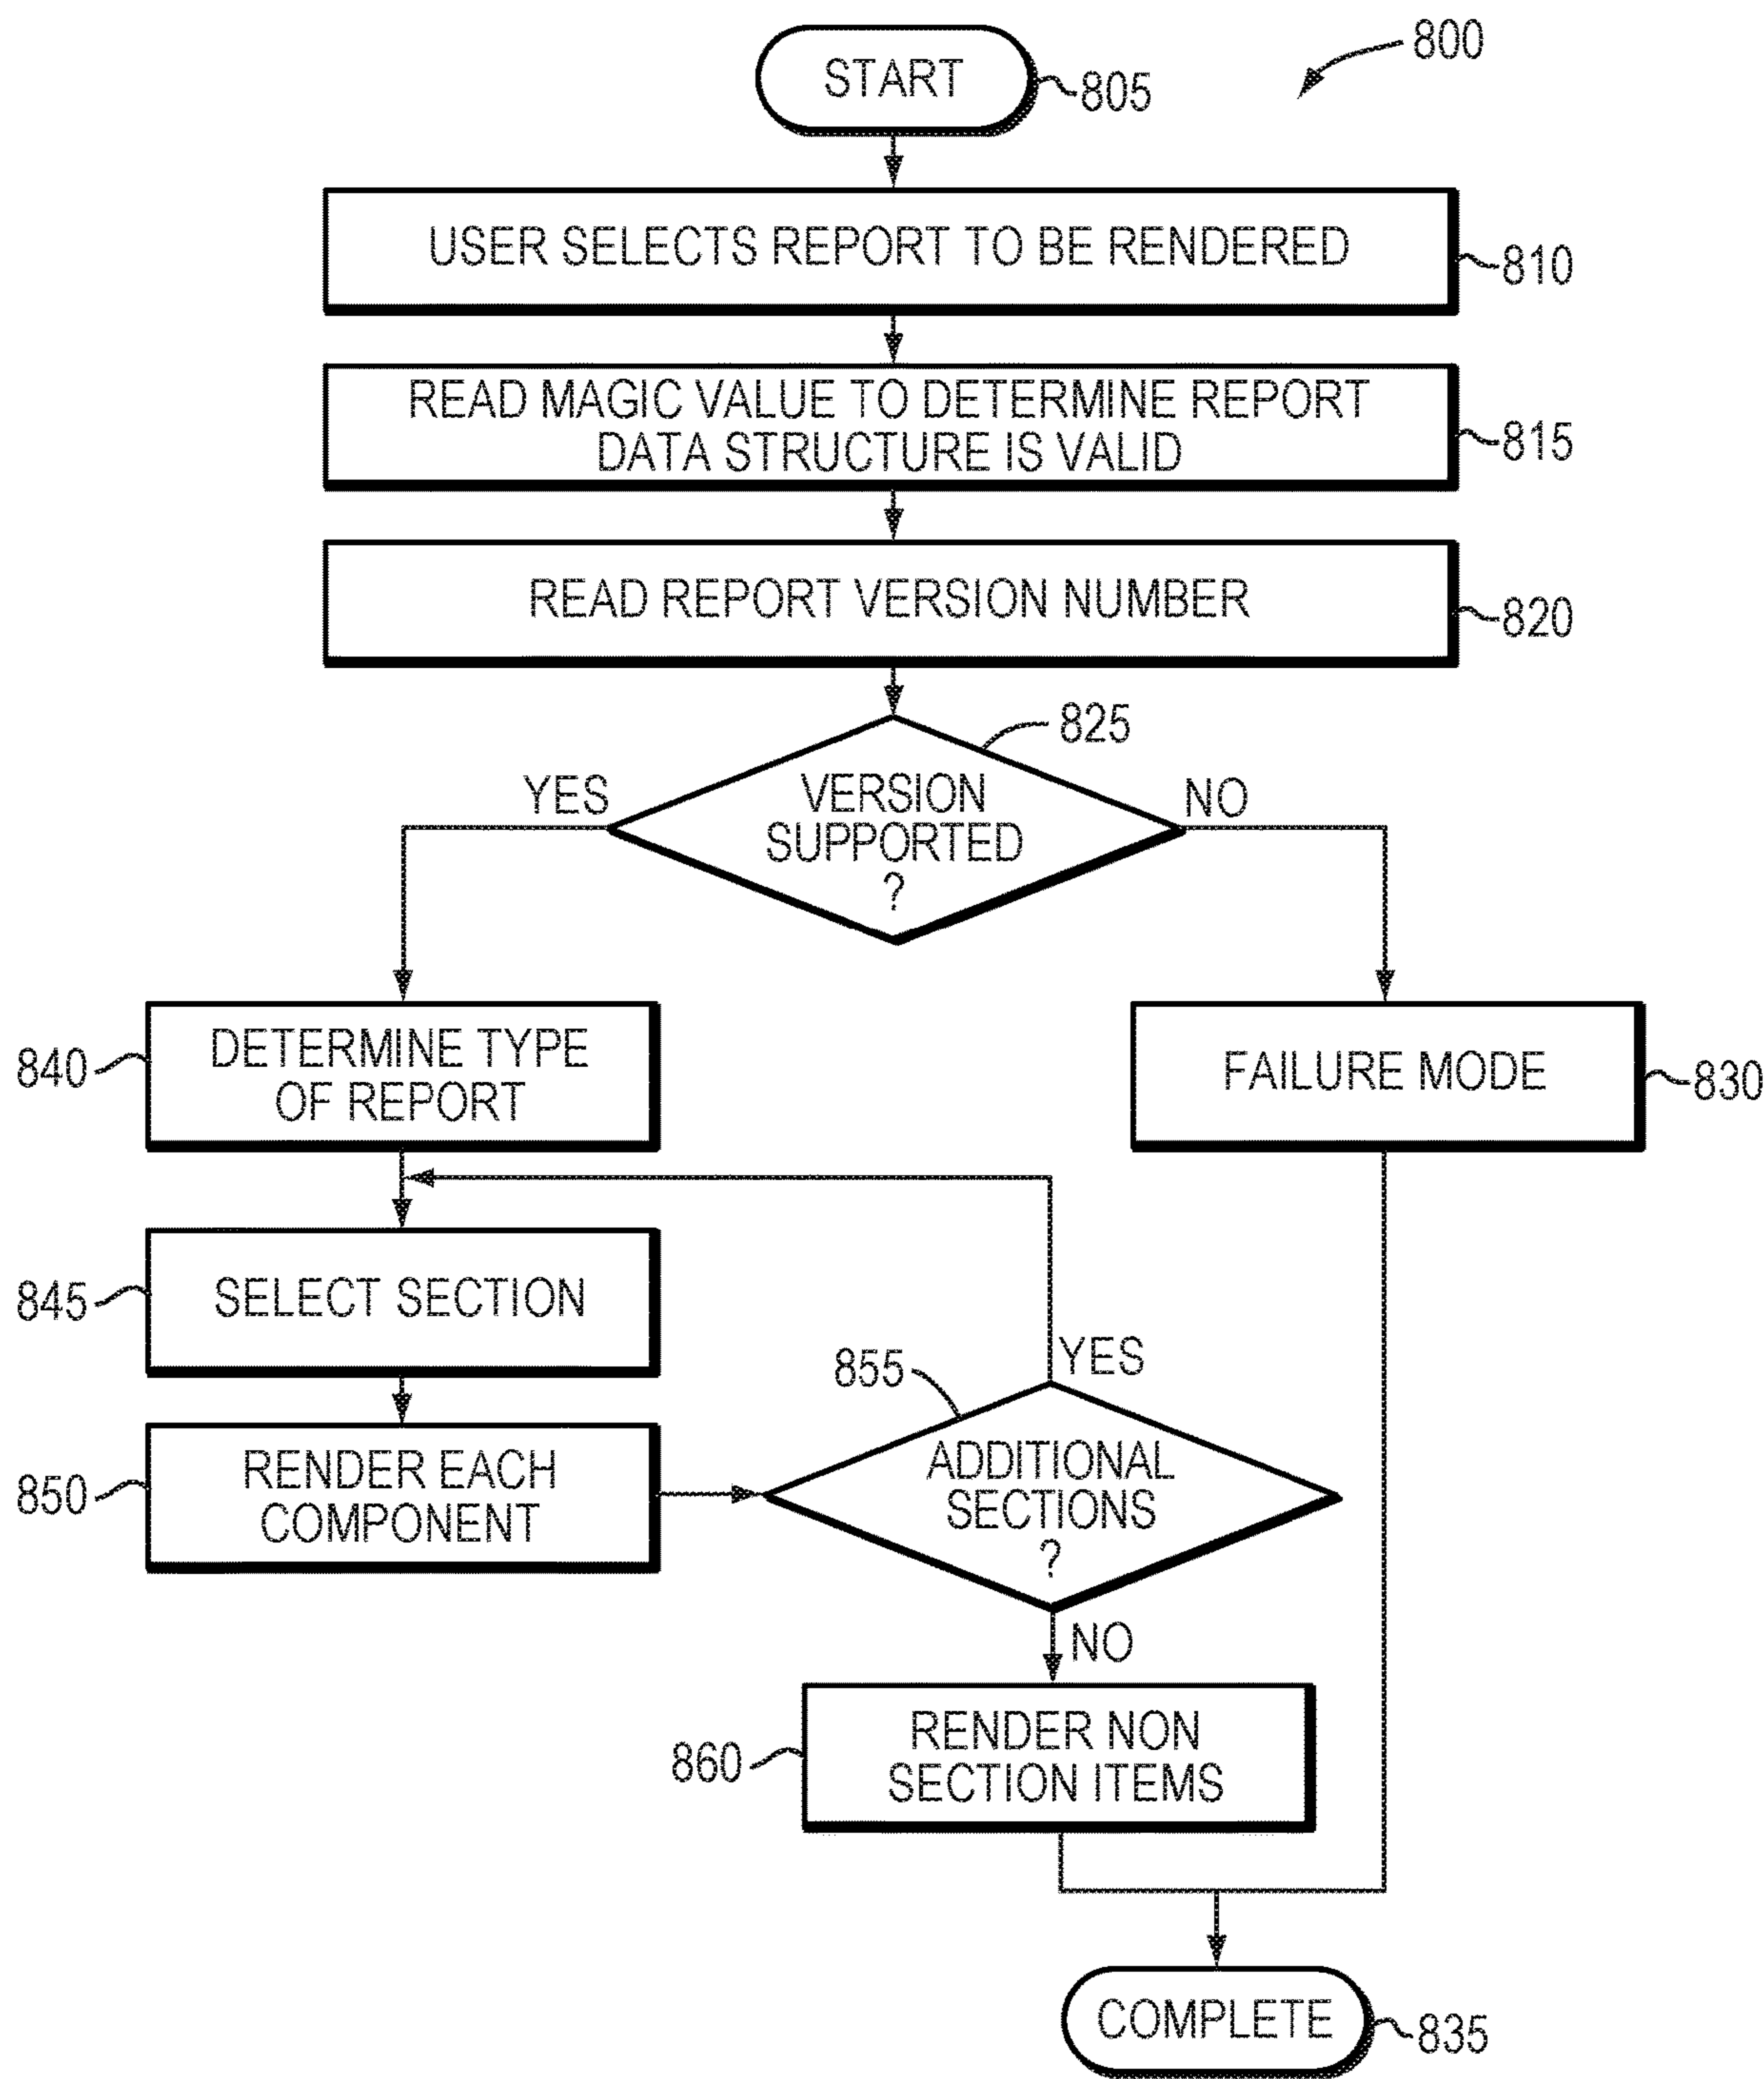 800
START
805
USER SELECTS REPORT TO BE RENDERED
810
READ MAGIC VALUE TO DETERMINE REPORT
DATA STRUCTURE IS VALID
815
READ REPORT VERSION NUMBER
820
825
YES
VERSION
SUPPORTED
?
NO
840
DETERMINE TYPE
OF REPORT
FAILURE MODE
830
845
SELECT SECTION
850
RENDER EACH
COMPONENT
855
YES
ADDITIONAL
SECTIONS
?
NO
860
RENDER NON
SECTION ITEMS
COMPLETE
835